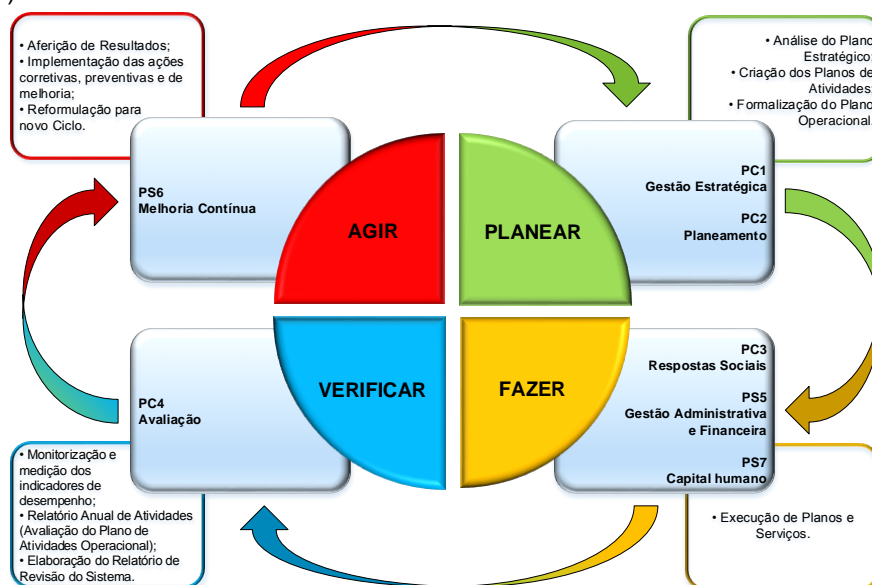 )
• Aferição de Resultados;
• Implementação das ações
corretivas, preventivas e de
melhoria;
• Reformulação para
novo Ciclo.
PS6
Melhoria Contínua
AGIR
• Análise do Plano
Estratégico;
• Criação dos Planos de
Atividades;
• Formalização do Plano
Operacional.
PC1
Gestão Estratégica
PC2
Planeamento
PLANEAR
PC4
Avaliação
VERIFICAR
• Monitorização e
medição dos
indicadores de
desempenho;
• Relatório Anual de Atividades
(Avaliação do Plano de
Atividades Operacional);
• Elaboração do Relatório de
Revisão do Sistema.
FAZER
PC3
Respostas Sociais
PS5
Gestão Administrativa
e Financeira
PS7
Capital humano
• Execução de Planos e
Serviços.